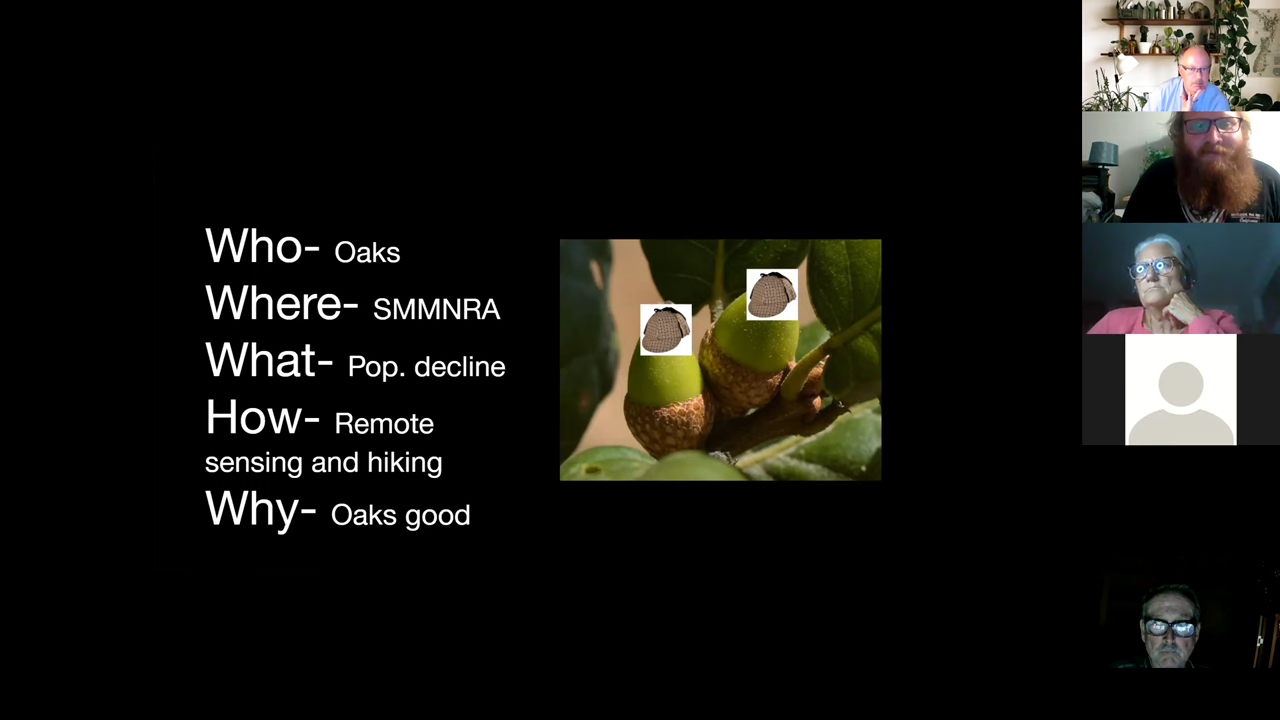 Who- Oaks
Where- SMMNRA
What- Pop. decline
How- Remote
sensing and hiking
Why- Oaks good